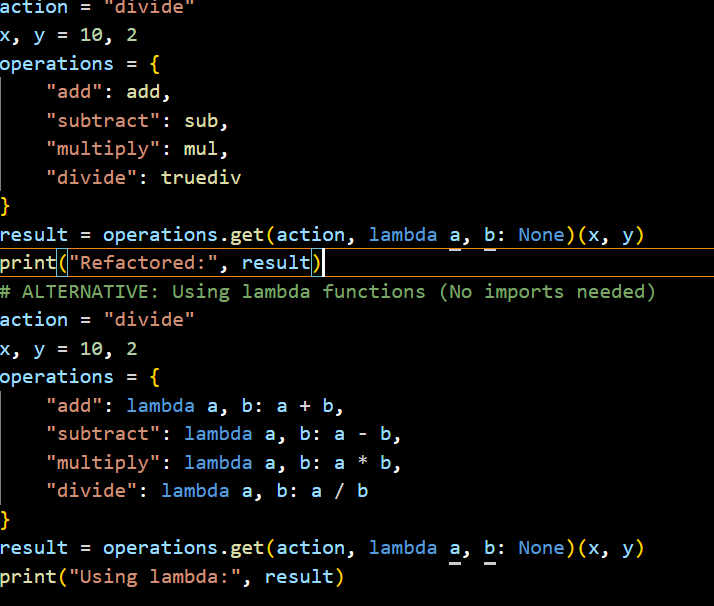 action = "divide"
x, y = 10, 2
operations = {
    "add": add,
    "subtract": sub,
    "multiply": mul,
    "divide": truediv
}
result = operations.get(action, lambda a, b: None)(x, y)
print("Refactored:", result)
# ALTERNATIVE: Using lambda functions (No imports needed)
action = "divide"
x, y = 10, 2
operations = {
    "add": lambda a, b: a + b,
    "subtract": lambda a, b: a - b,
    "multiply": lambda a, b: a * b,
    "divide": lambda a, b: a / b
}
result = operations.get(action, lambda a, b: None)(x, y)
print("Using lambda:", result)